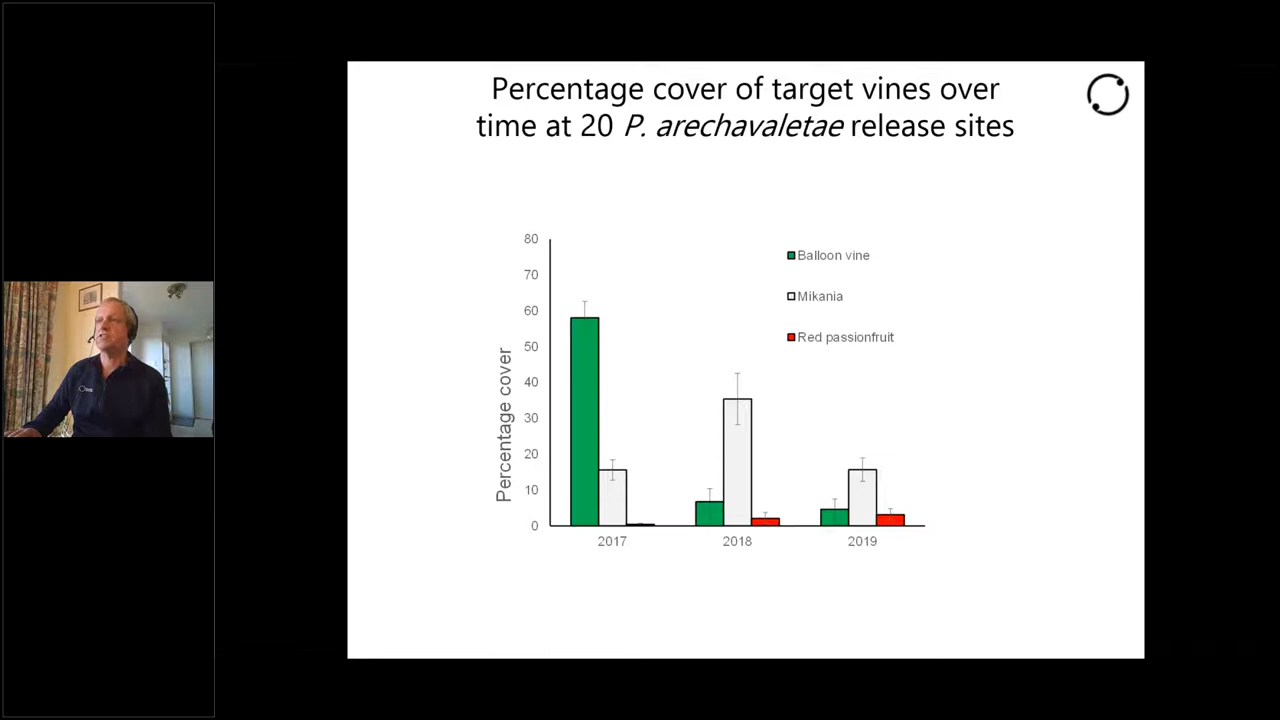 Percentage cover of target vines over
time at 20 P. arechavaletae release sites
80
70
60
50
40
30
20
10
0
Percentage cover
Balloon vine
Mikania
Red passionfruit
2017
2018
2019